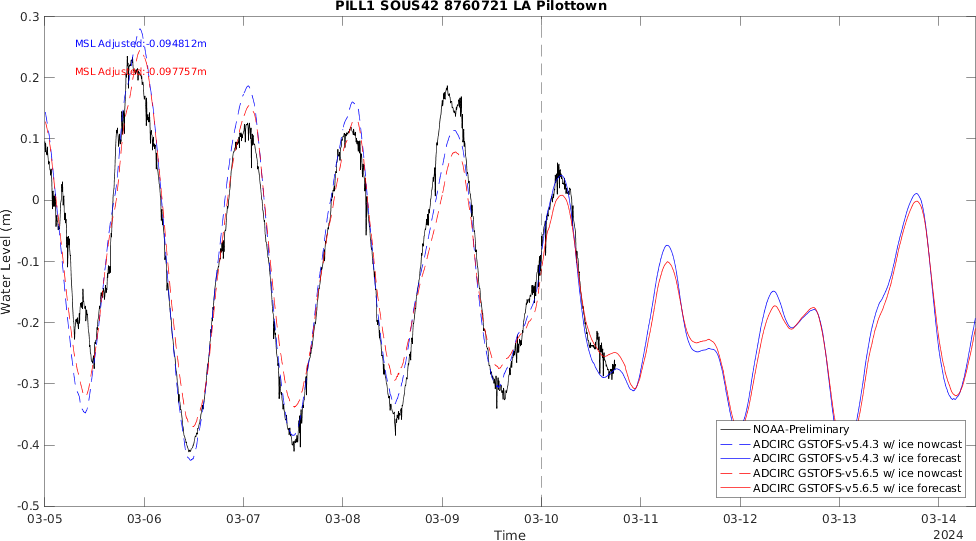 PILL1 SOUS42 8760721 LA Pilottown
0.3
MSL Adjusted:-0.094812m
MSL Adjusted:-0.097757m
0.2
0.1
0
-0.1
-0.2
-0.3
-0.4
-0.5
Water Level (m)
NOAA-Preliminary
ADCIRC GSTOFS-v5.4.3 w/ ice nowcast
ADCIRC GSTOFS-v5.4.3 w/ ice forecast
ADCIRC GSTOFS-v5.6.5 w/ ice nowcast
ADCIRC GSTOFS-v5.6.5 w/ ice forecast
03-05 03-06 03-07 03-08 03-09 03-10 03-11 03-12 03-13 03-14
Time
2024